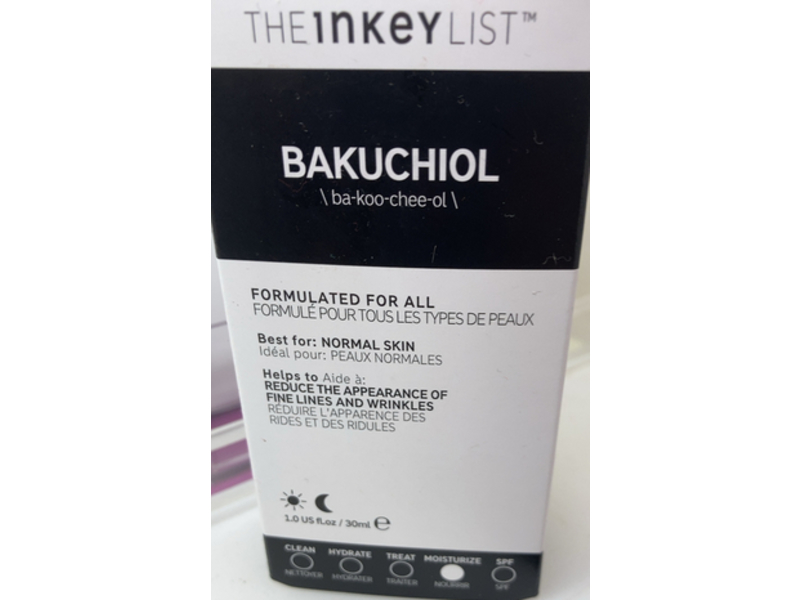 THE INKEY LIST™
BAKUCHIOL
\ ba-koo-chee-ol \
FORMULATED FOR ALL
FORMULÉ POUR TOUS LES TYPES DE PEAUX
Best for: NORMAL SKIN
Idéal pour: PEAUX NORMALES
Helps to Aide à:
REDUCE THE APPEARANCE OF
FINE LINES AND WRINKLES
RÉDUIRE L'APPARENCE DES
RIDES ET DES RIDULES
1.0 US fl.oz / 30ml ℮
CLEAN HYDRATE TREAT MOISTURIZE SPF
NETTOYER HYDRATER TRAITER NOURRIR SPF